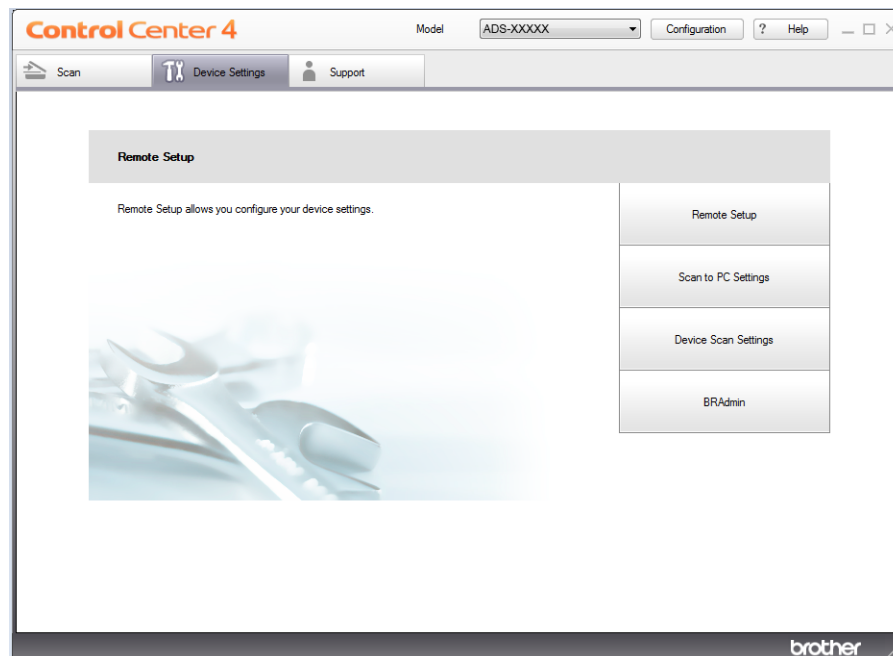 Control Center 4
Model ADS-XXXXX Configuration ? Help
Scan Device Settings Support
Remote Setup
Remote Setup allows you configure your device settings.
Remote Setup
Scan to PC Settings
Device Scan Settings
BRAdmin
brother